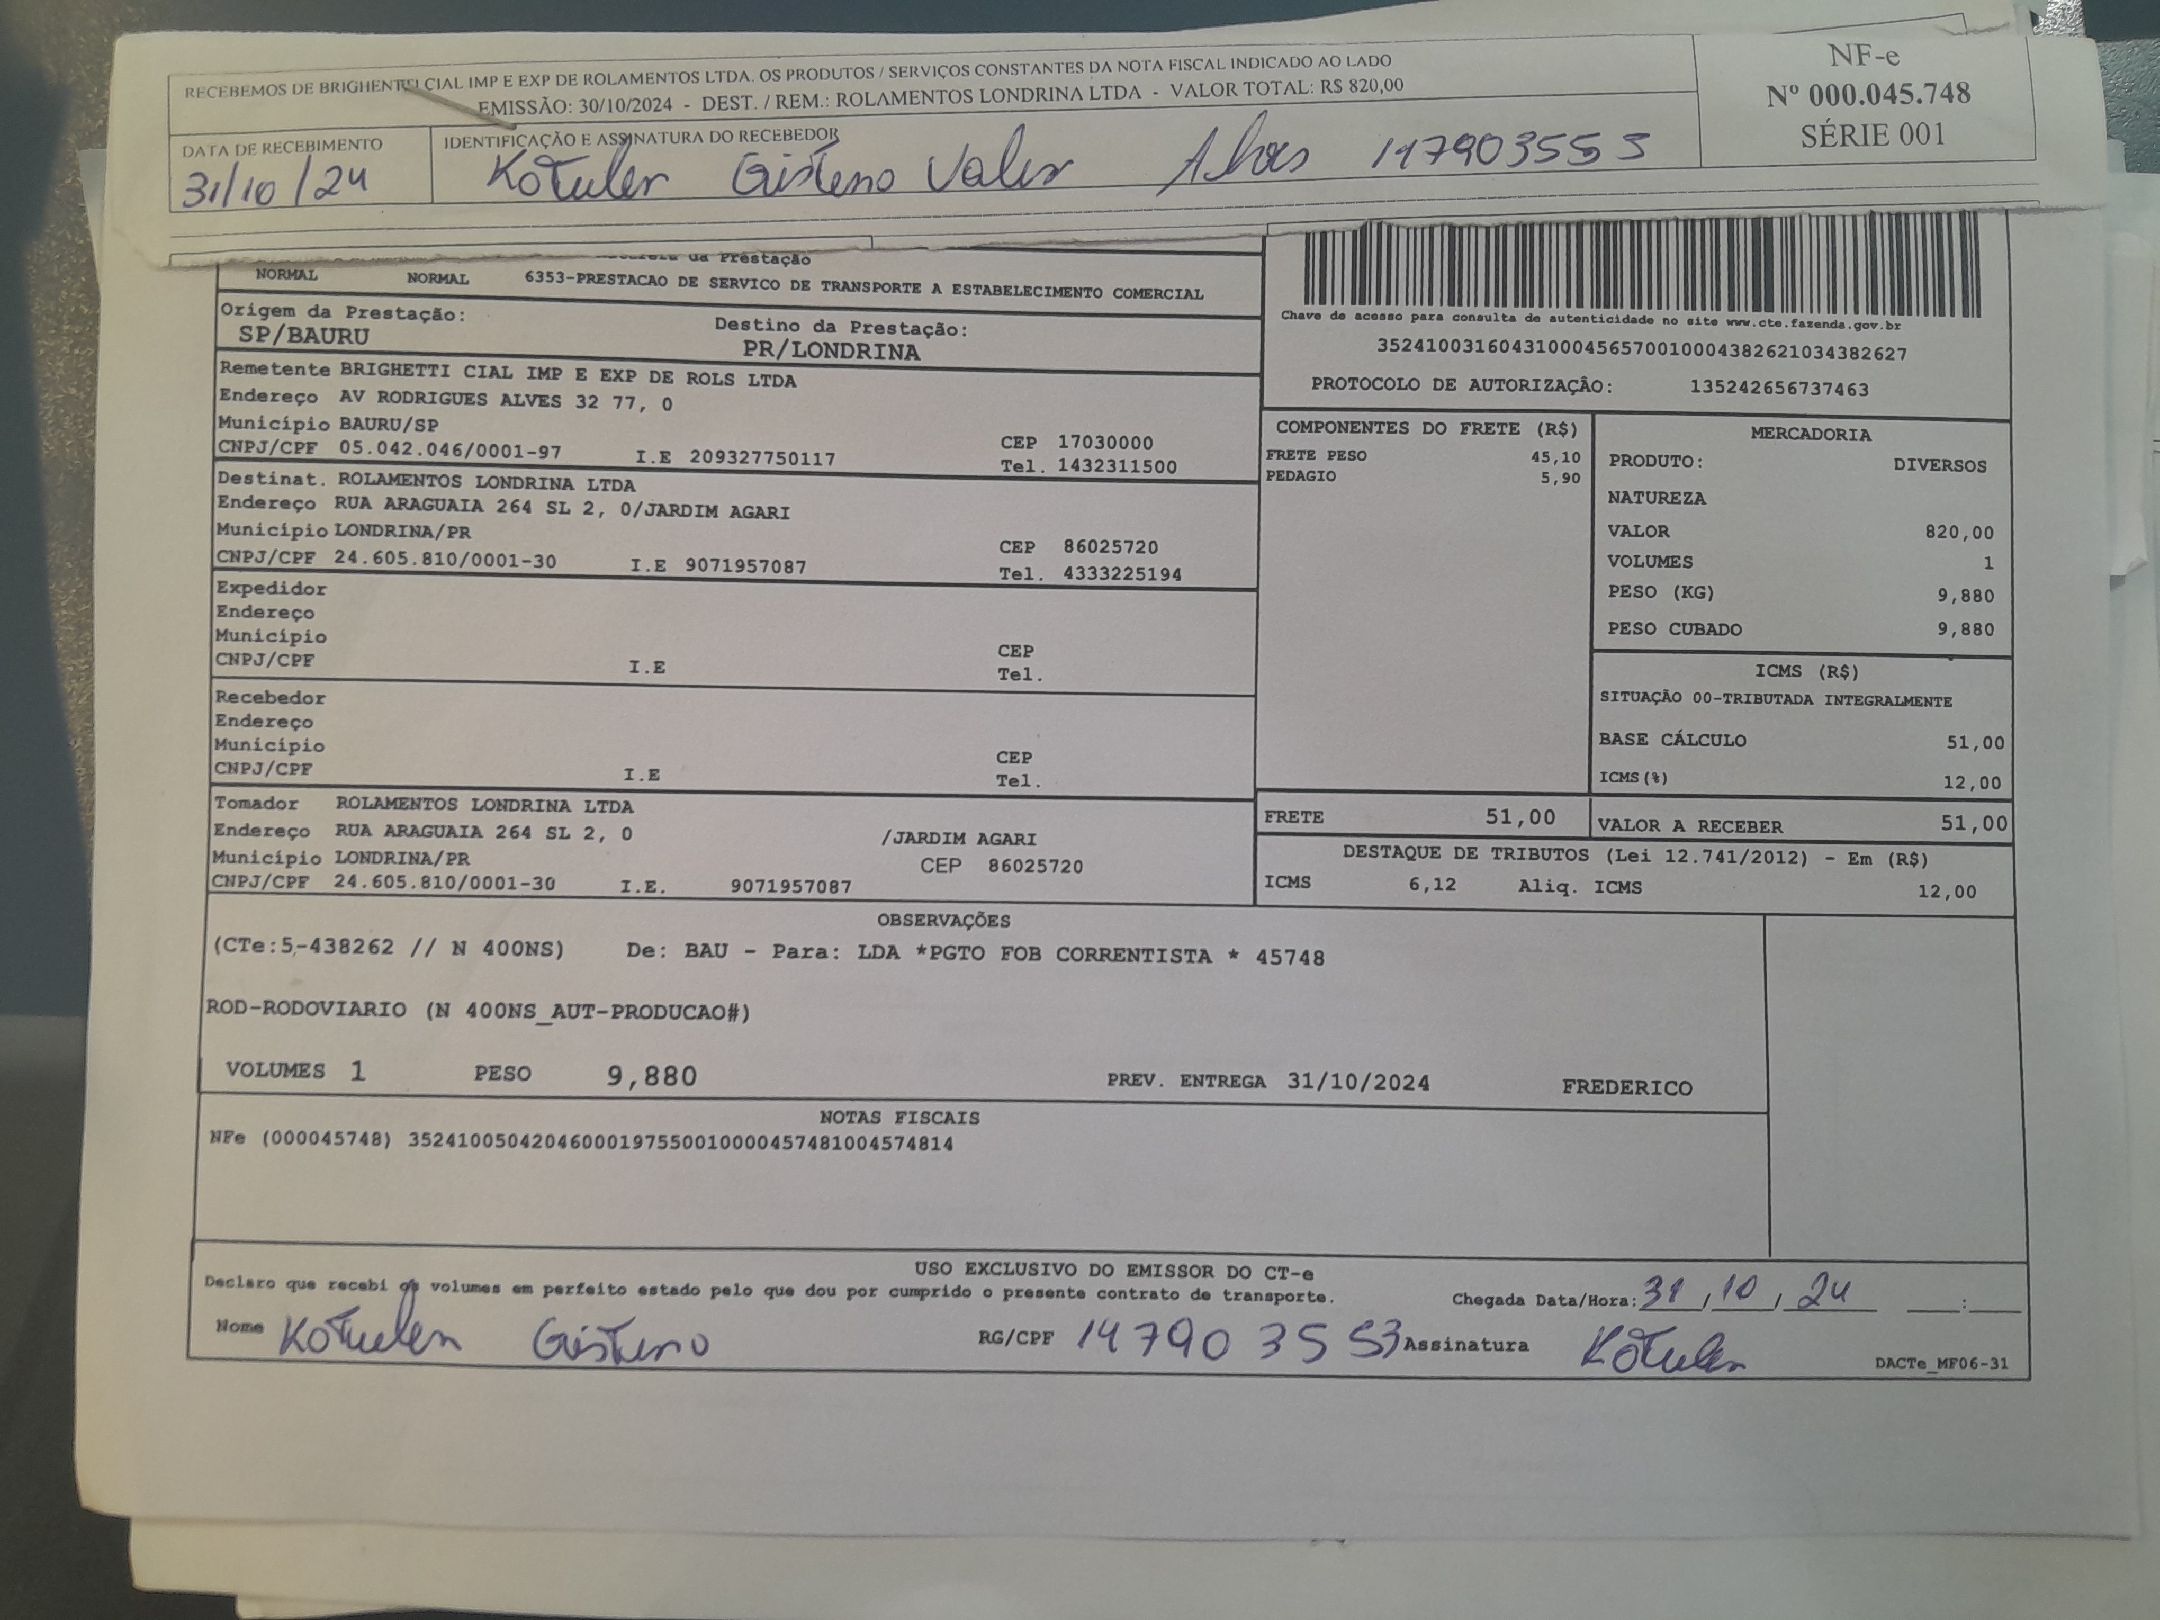 RECEBEMOS DE BRIGHENTTI CIAL IMP E EXP DE ROLAMENTOS LTDA. OS PRODUTOS / SERVIÇOS CONSTANTES DA NOTA FISCAL INDICADO AO LADO
EMISSÃO: 30/10/2024 - DEST. / REM.: ROLAMENTOS LONDRINA LTDA - VALOR TOTAL: R$ 820,00
NF-e
Nº 000.045.748
SÉRIE 001
DATA DE RECEBIMENTO
31/10/24
IDENTIFICAÇÃO E ASSINATURA DO RECEBEDOR
147903553
da Prestação
NORMAL NORMAL 6353-PRESTACAO DE SERVICO DE TRANSPORTE A ESTABELECIMENTO COMERCIAL
Origem da Prestação: Destino da Prestação:
SP/BAURU PR/LONDRINA
Chave de acesso para consulta de autenticidade no site www.cte.fazenda.gov.br
35241003160431000456570010004382621034382627
PROTOCOLO DE AUTORIZAÇÃO: 135242656737463
Remetente BRIGHETTI CIAL IMP E EXP DE ROLS LTDA
Endereço AV RODRIGUES ALVES 32 77, 0
Município BAURU/SP CEP 17030000
CNPJ/CPF 05.042.046/0001-97 I.E 209327750117 Tel. 1432311500
Destinat. ROLAMENTOS LONDRINA LTDA
Endereço RUA ARAGUAIA 264 SL 2, 0/JARDIM AGARI
Município LONDRINA/PR CEP 86025720
CNPJ/CPF 24.605.810/0001-30 I.E 9071957087 Tel. 4333225194
Expedidor
Endereço
Município CEP
CNPJ/CPF I.E Tel.
Recebedor
Endereço
Município CEP
CNPJ/CPF I.E Tel.
Tomador ROLAMENTOS LONDRINA LTDA
Endereço RUA ARAGUAIA 264 SL 2, 0 /JARDIM AGARI
Município LONDRINA/PR CEP 86025720
CNPJ/CPF 24.605.810/0001-30 I.E. 9071957087
COMPONENTES DO FRETE (R$)
FRETE PESO 45,10
PEDAGIO 5,90
MERCADORIA
PRODUTO: DIVERSOS
NATUREZA
VALOR 820,00
VOLUMES 1
PESO (KG) 9,880
PESO CUBADO 9,880
ICMS (R$)
SITUAÇÃO 00-TRIBUTADA INTEGRALMENTE
BASE CÁLCULO 51,00
ICMS(%) 12,00
FRETE 51,00 VALOR A RECEBER 51,00
DESTAQUE DE TRIBUTOS (Lei 12.741/2012) - Em (R$)
ICMS 6,12 Aliq. ICMS 12,00
OBSERVAÇÕES
(CTe:5-438262 // N 400NS) De: BAU - Para: LDA *PGTO FOB CORRENTISTA * 45748
ROD-RODOVIARIO (N 400NS_AUT-PRODUCAO#)
VOLUMES 1 PESO 9,880 PREV. ENTREGA 31/10/2024 FREDERICO
NOTAS FISCAIS
NFe (000045748) 35241005042046000197550010000457481004574814
USO EXCLUSIVO DO EMISSOR DO CT-e
Declaro que recebi os volumes em perfeito estado pelo que dou por cumprido o presente contrato de transporte.
Chegada Data/Hora: 31/10/24 __:__
Nome RG/CPF 147903553 Assinatura
DACTe_MF06-31